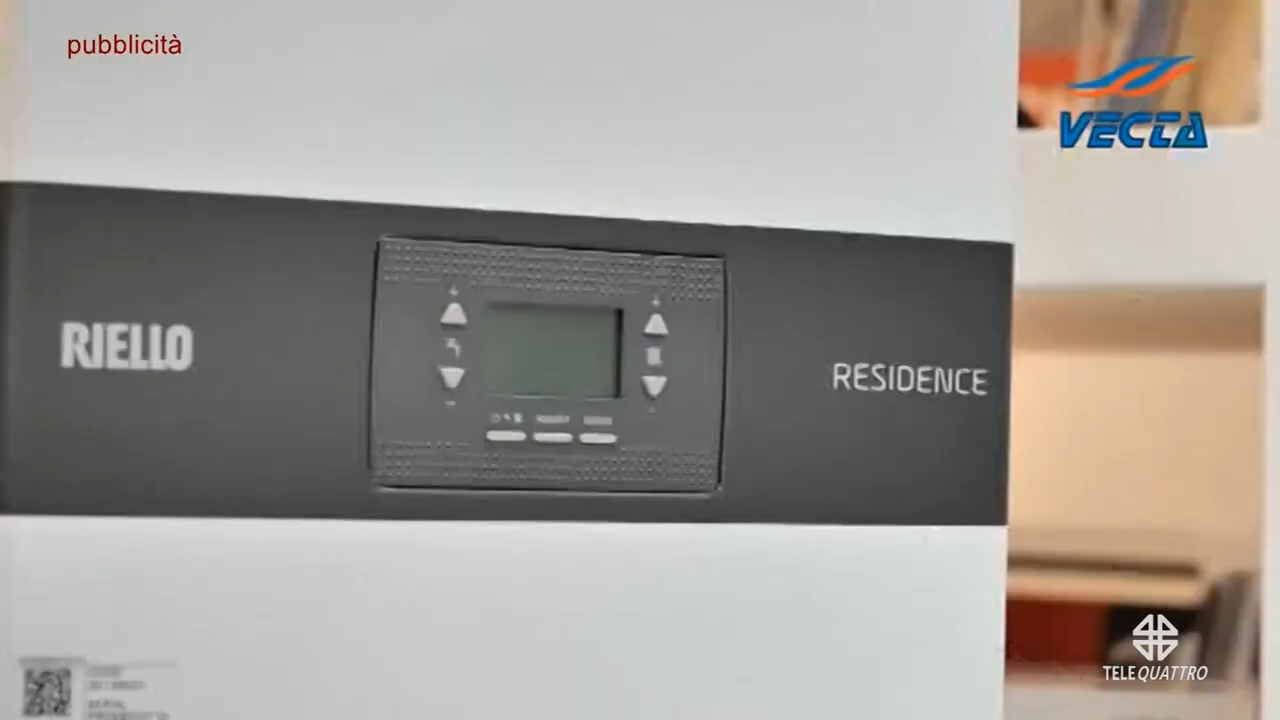 pubblicità
VECTA
RIELLO
RESIDENCE
TELEQUATTRO